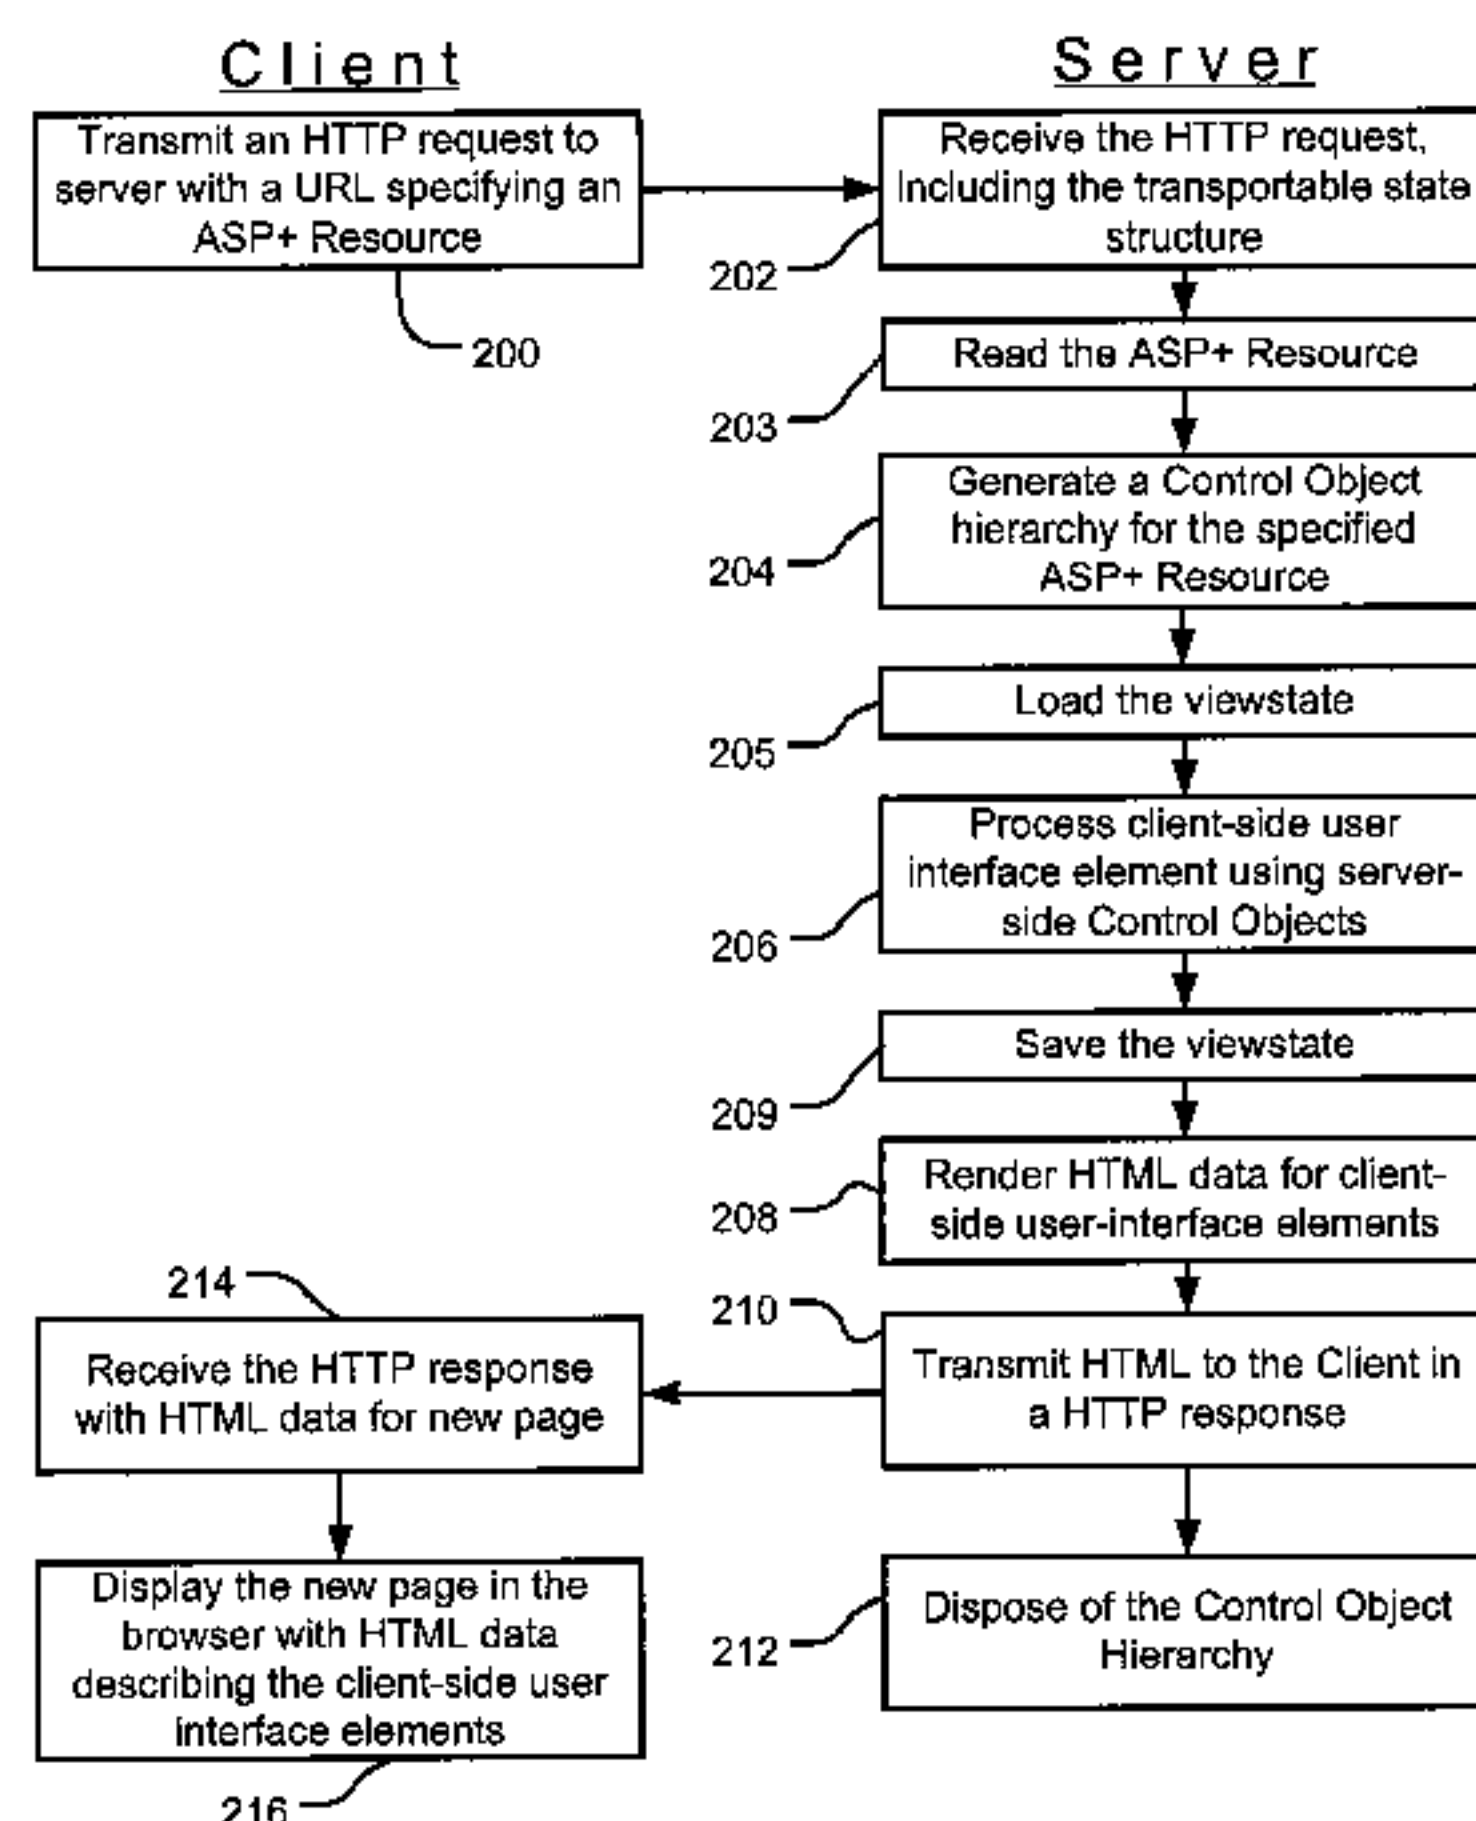 Client
Server
Transmit an HTTP request to
server with a URL specifying an
ASP+ Resource
200
Receive the HTTP request,
Including the transportable state
structure
202
Read the ASP+ Resource
203
Generate a Control Object
hierarchy for the specified
ASP+ Resource
204
Load the viewstate
205
Process client-side user
interface element using server-
side Control Objects
206
Save the viewstate
209
Render HTML data for client-
side user-interface elements
208
210
Transmit HTML to the Client in
a HTTP response
214
Receive the HTTP response
with HTML data for new page
Display the new page in the
browser with HTML data
describing the client-side user
interface elements
216
Dispose of the Control Object
Hierarchy
212